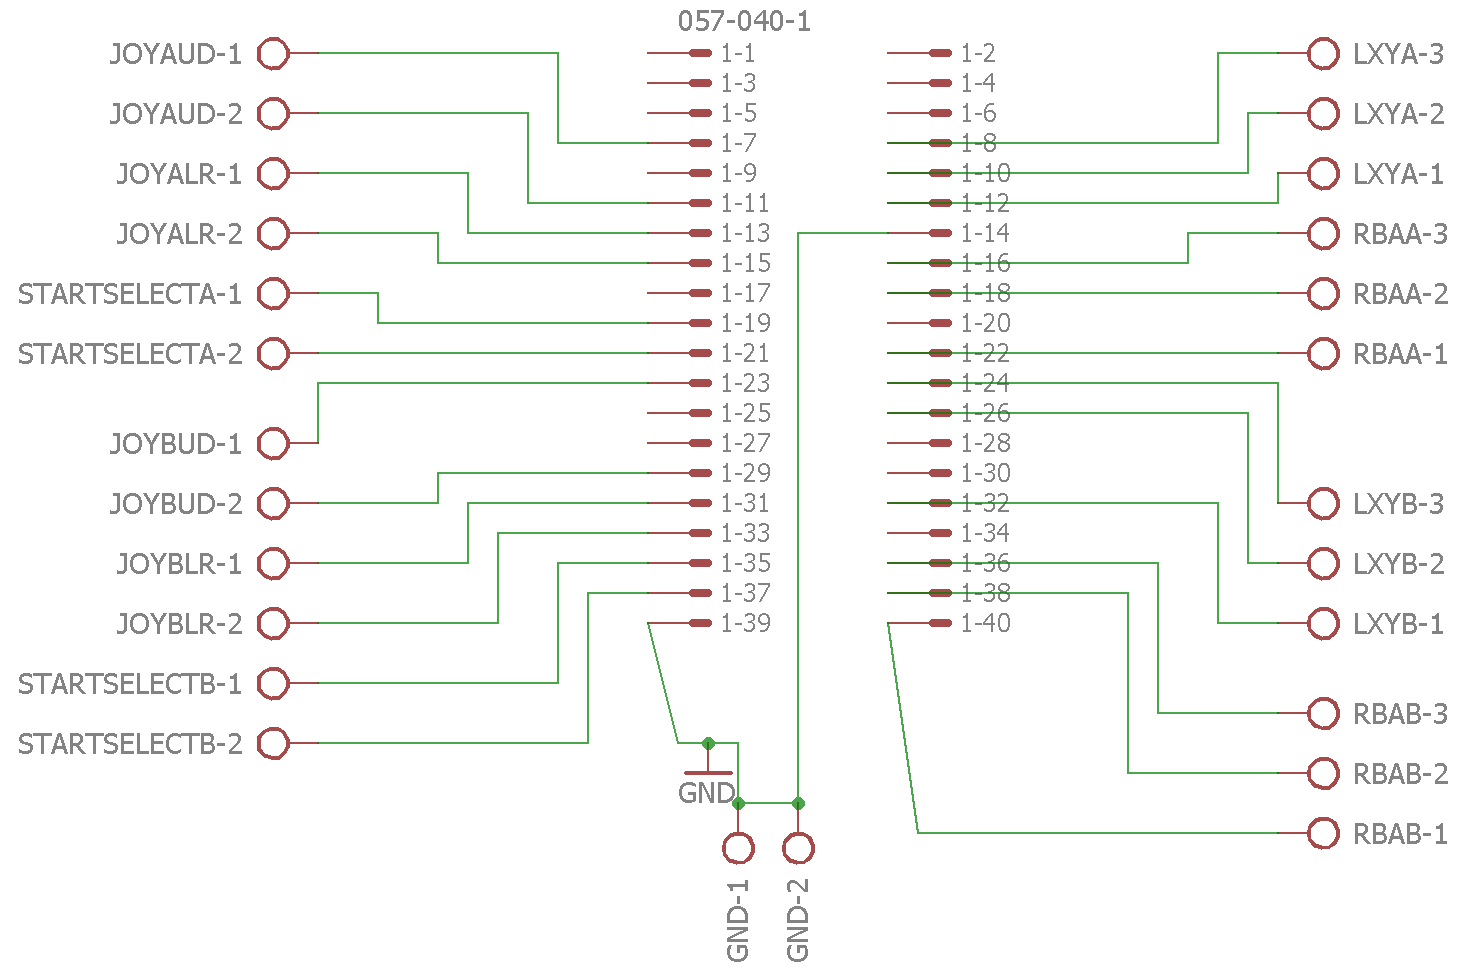 057-040-1
JOYAUD-1
JOYAUD-2
JOYALR-1
JOYALR-2
STARTSELECTA-1
STARTSELECTA-2
JOYBUD-1
JOYBUD-2
JOYBLR-1
JOYBLR-2
STARTSELECTB-1
STARTSELECTB-2
1-1
1-3
1-5
1-7
1-9
1-11
1-13
1-15
1-17
1-19
1-21
1-23
1-25
1-27
1-29
1-31
1-33
1-35
1-37
1-39
1-2
1-4
1-6
1-8
1-10
1-12
1-14
1-16
1-18
1-20
1-22
1-24
1-26
1-28
1-30
1-32
1-34
1-36
1-38
1-40
LXYA-3
LXYA-2
LXYA-1
RBAA-3
RBAA-2
RBAA-1
LXYB-3
LXYB-2
LXYB-1
RBAB-3
RBAB-2
RBAB-1
GND
GND-1
GND-2